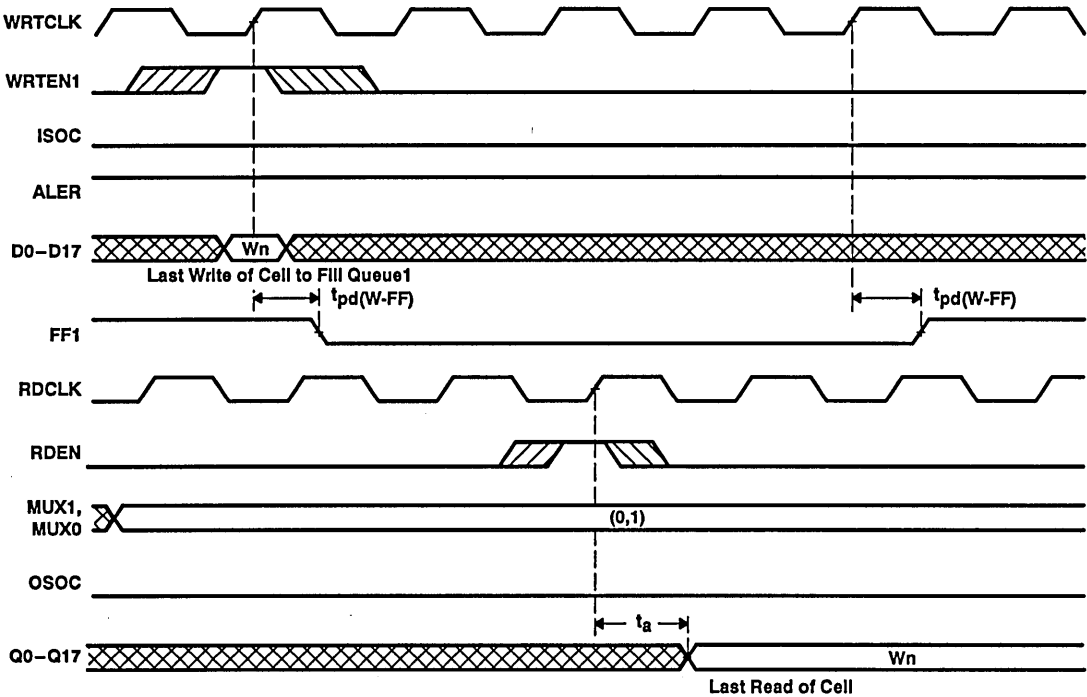 WRTCLK
WRTEN1
ISOC
ALER
D0–D17
Wn
Last Write of Cell to Fill Queue1
tpd(W-FF) tpd(W-FF)
FF1
RDCLK
RDEN
MUX1,
MUX0
(0,1)
OSOC
ta
Q0–Q17
Wn
Last Read of Cell